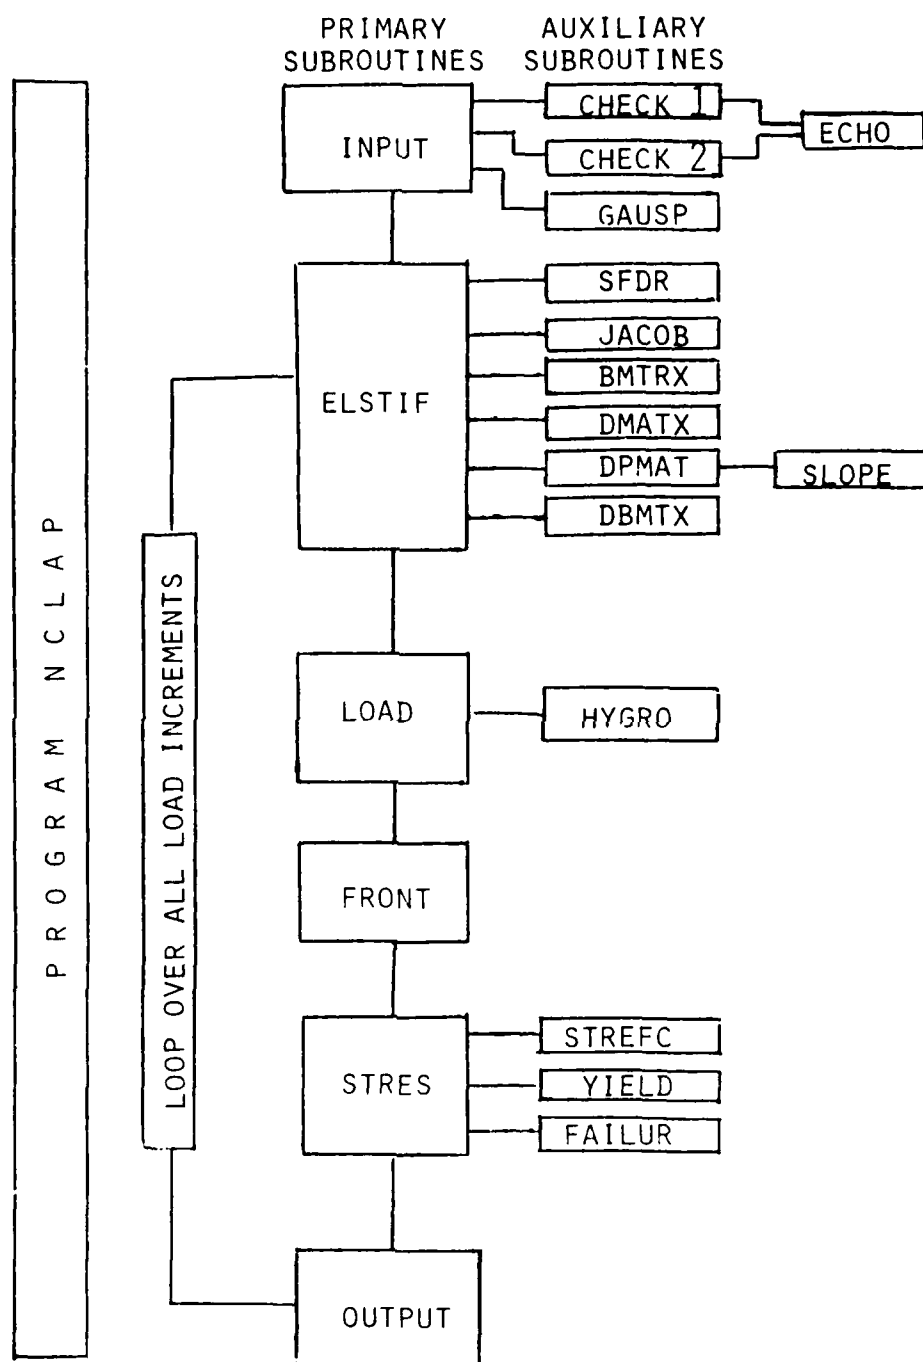 PRIMARY
SUBROUTINES
AUXILIARY
SUBROUTINES
PROGRAM NCLAP
LOOP OVER ALL LOAD INCREMENTS
INPUT
CHECK 1
CHECK 2
ECHO
GAUSP
ELSTIF
SFDR
JACOB
BMTRX
DMATX
DPMAT
SLOPE
DBMTX
LOAD
HYGRO
FRONT
STRES
STREFC
YIELD
FAILUR
OUTPUT